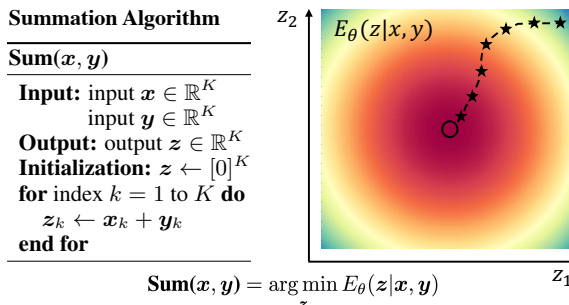 Summation Algorithm
Sum(x, y)
Input: input x ∈ ℝ^K
input y ∈ ℝ^K
Output: output z ∈ ℝ^K
Initialization: z ← [0]^K
for index k = 1 to K do
z_k ← x_k + y_k
end for
z_2
E_θ(z|x, y)
z_1
Sum(x, y) = arg min_z E_θ(z|x, y)